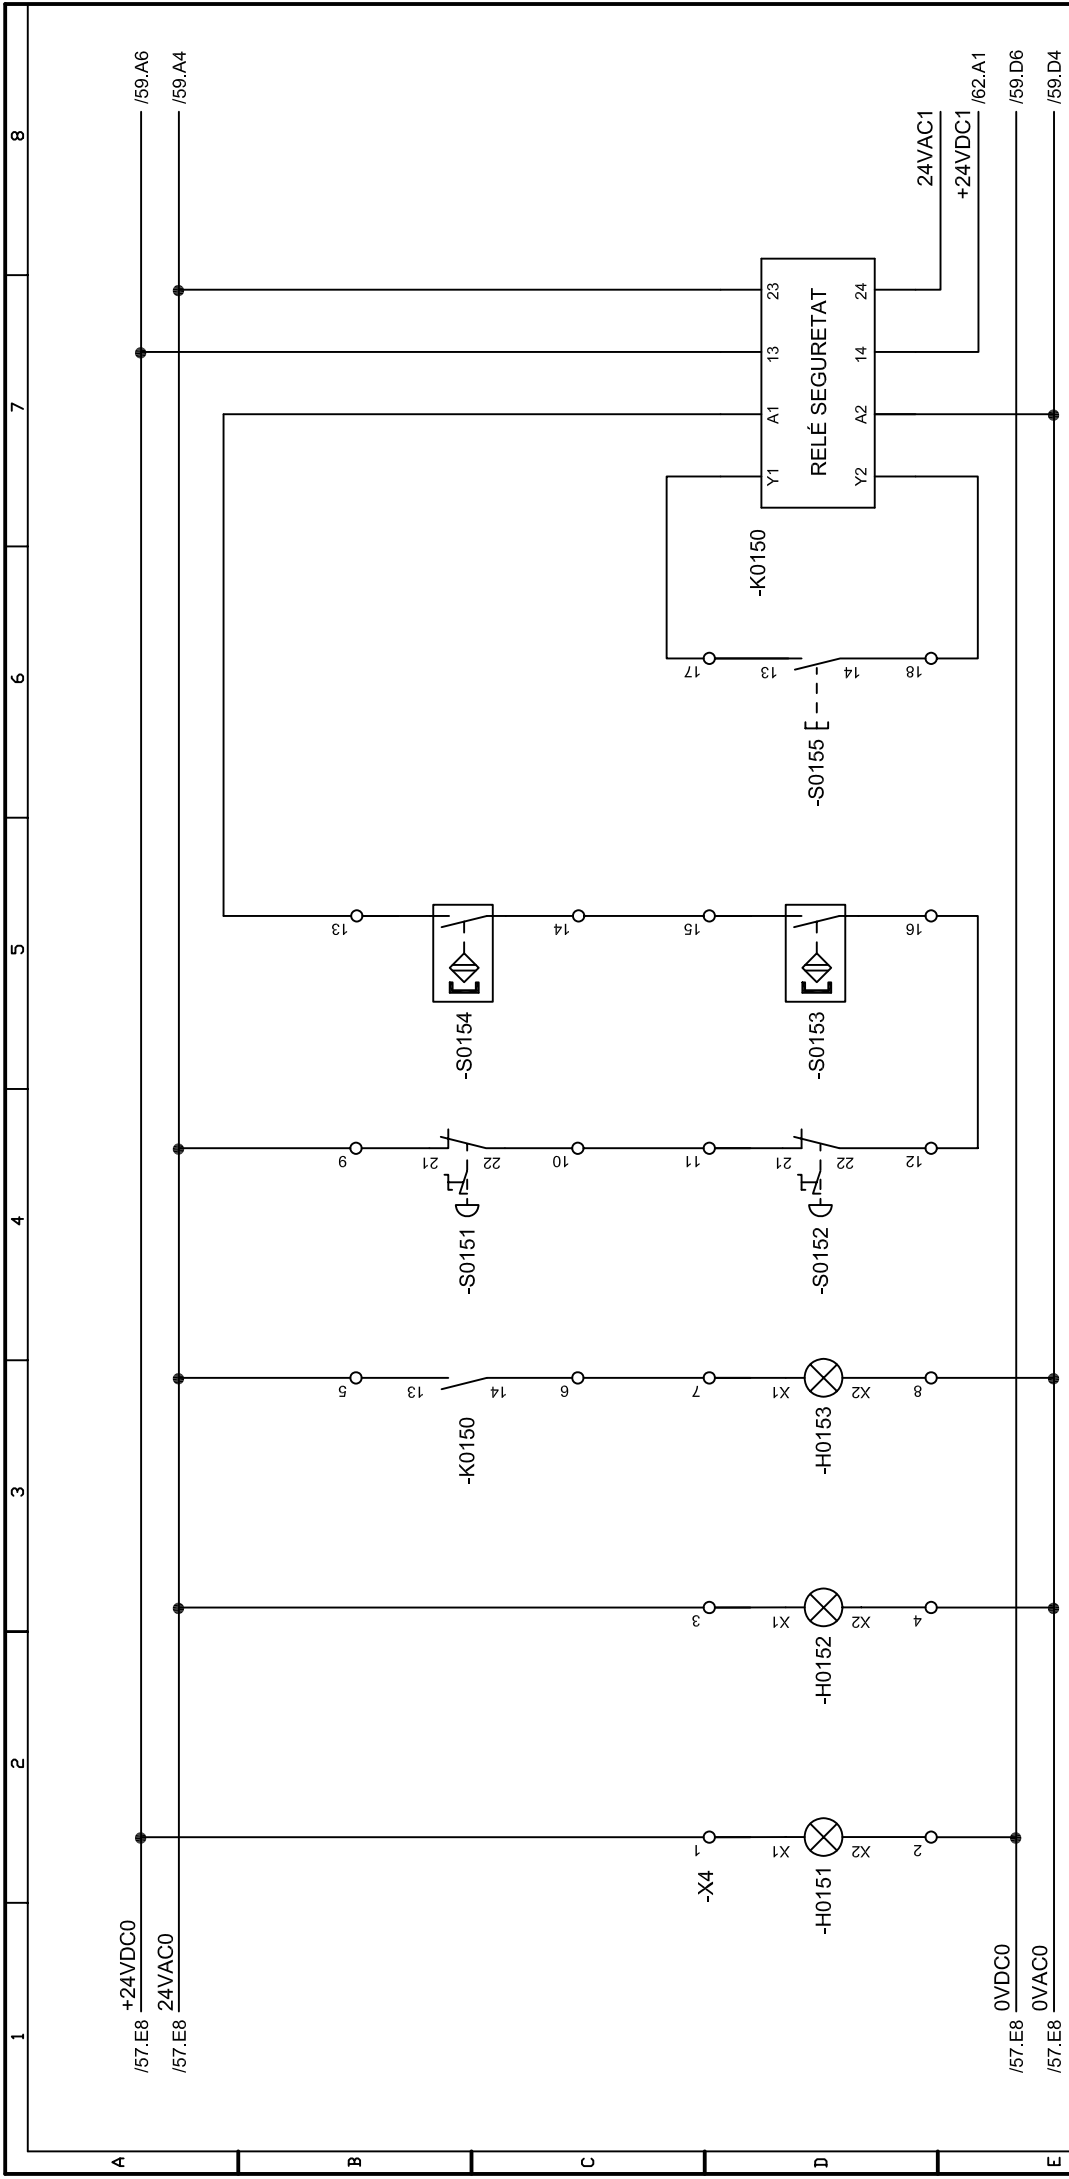 1 2 3 4 5 6 7 8
A
B
C
D
E
/57.E8 +24VDC0 /59.A6
/57.E8 24VAC0 /59.A4
/57.E8 0VDC0 /59.D6
/57.E8 0VAC0 /59.D4
-X4
1
X1
-H0151
X2
2
3
X1
-H0152
X2
4
5
13
-K0150
14
6
7
X1
-H0153
X2
8
9
21
-S0151
22
10
11
21
-S0152
22
12
13
-S0154
14
15
-S0153
16
17
13
-S0155
14
18
-K0150
Y1 A1 13 23
RELÉ SEGURETAT
Y2 A2 14 24
24VAC1
+24VDC1 /62.A1